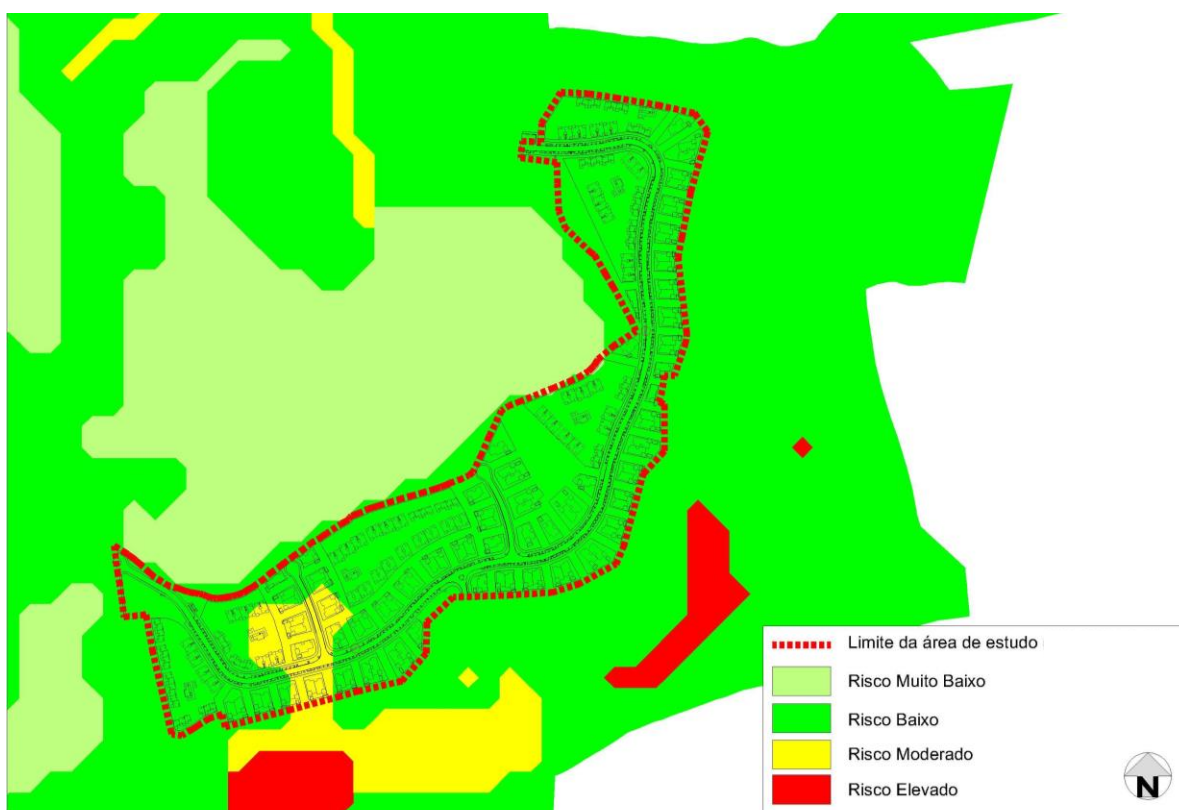 Limite da área de estudo
Risco Muito Baixo
Risco Baixo
Risco Moderado
Risco Elevado
N